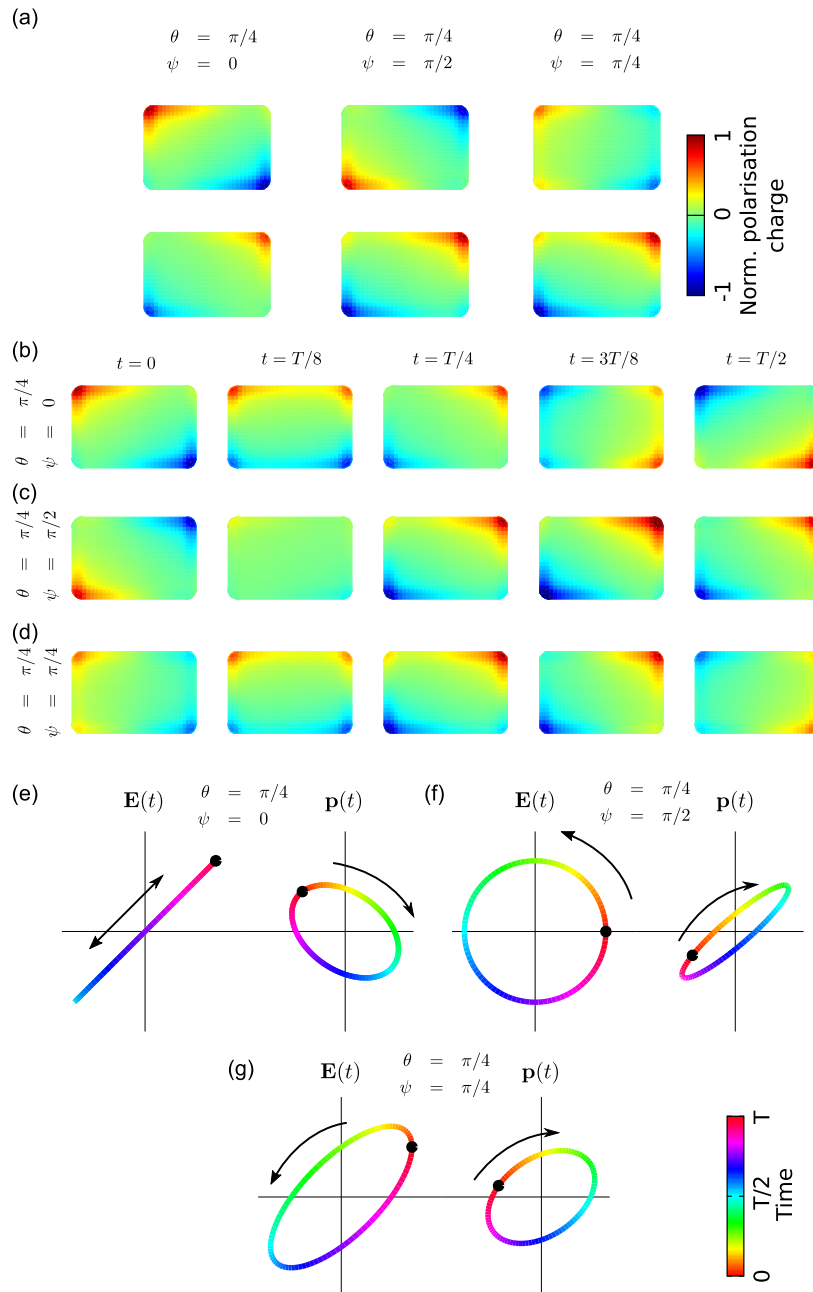 (a)
θ = π/4 θ = π/4 θ = π/4
ψ = 0 ψ = π/2 ψ = π/4
1
0
-1
Norm. polarisation
charge
(b)
t = 0 t = T/8 t = T/4 t = 3T/8 t = T/2
θ = π/4
ψ = 0
(c)
θ = π/4
ψ = π/2
(d)
θ = π/4
ψ = π/4
(e) E(t) θ = π/4 p(t)
ψ = 0
(f) E(t) θ = π/4 p(t)
ψ = π/2
(g) E(t) θ = π/4 p(t)
ψ = π/4
0 T/2 T
Time